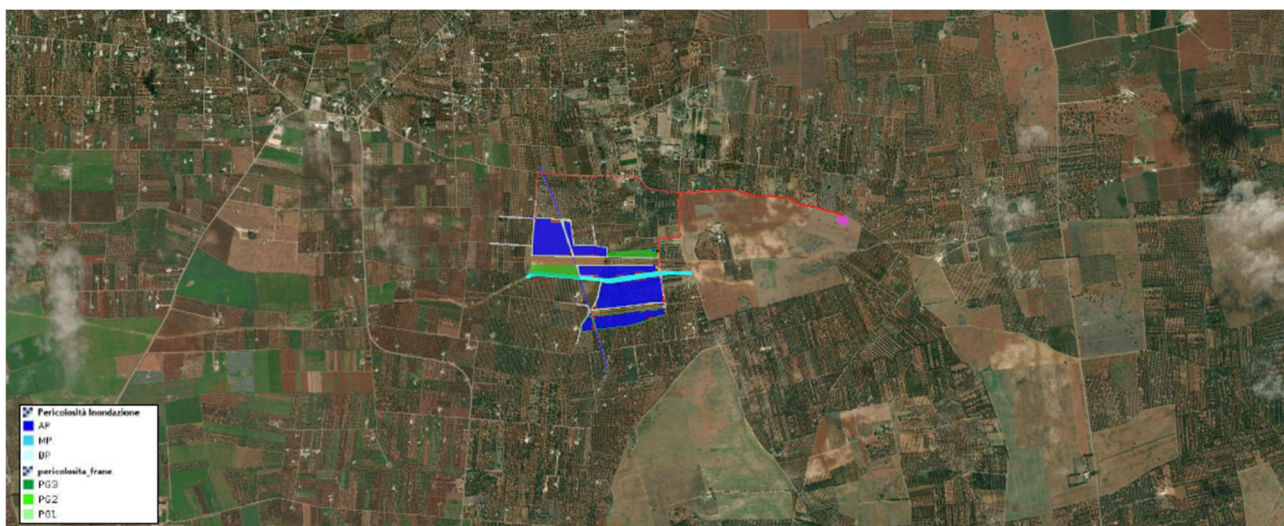 Pericolosità Inondazione
AP
MP
BP
pericolosita_frane
PG3
PG2
PG1